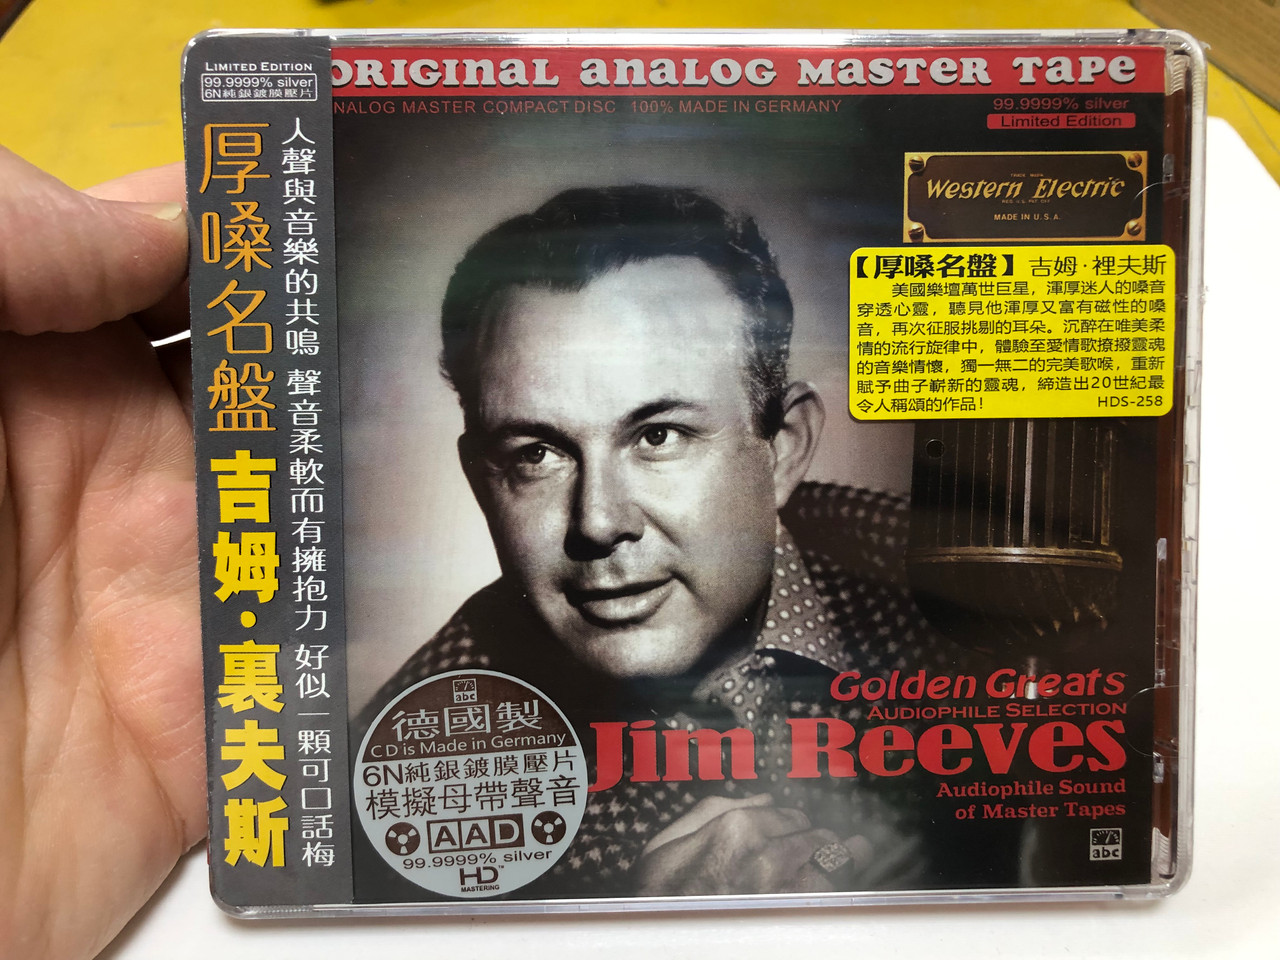 LIMITED EDITION
99.9999% silver
6N純銀鍍膜壓片
厚嗓名盤
吉姆·裏夫斯
人聲與音樂的共鳴 聲音柔軟而有擁抱力 好似一顆可口話梅
ORIGINAL ANALOG MASTER TAPE
ANALOG MASTER COMPACT DISC 100% MADE IN GERMANY
99.9999% silver
Limited Edition
TRADE MARK
Western Electric
REG. U.S. PAT. OFF.
MADE IN U.S.A.
【厚嗓名盤】吉姆·裡夫斯
美國樂壇萬世巨星，渾厚迷人的嗓音
穿透心靈，聽見他渾厚又富有磁性的嗓
音，再次征服挑剔的耳朵。沉醉在唯美柔
情的流行旋律中，體驗至愛情歌撩撥靈魂
的音樂情懷，獨一無二的完美歌喉，重新
賦予曲子嶄新的靈魂，締造出20世紀最
令人稱頌的作品！
HDS-258
Golden Greats
AUDIOPHILE SELECTION
Jim Reeves
Audiophile Sound
of Master Tapes
abc
abc
德國製
CD is Made in Germany
6N純銀鍍膜壓片
模擬母帶聲音
AAD
99.9999% silver
HD™
MASTERING